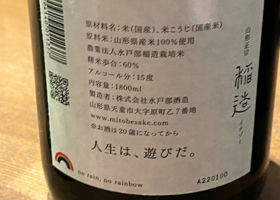 原材料名：米（国産）、米こうじ（国産米）
原料米：山形県産米100％使用
農業法人水戸部稲造栽培米
精米歩合：60％
アルコール分：15度
内容量：1800ml
製造者：株式会社水戸部酒造
山形県天童市大字原町乙7番地
www.mitobesake.com
※お酒は20歳になってから
人生は、遊びだ。
no rain, no rainbow
A220100
山形正宗
稲造
イナゾー